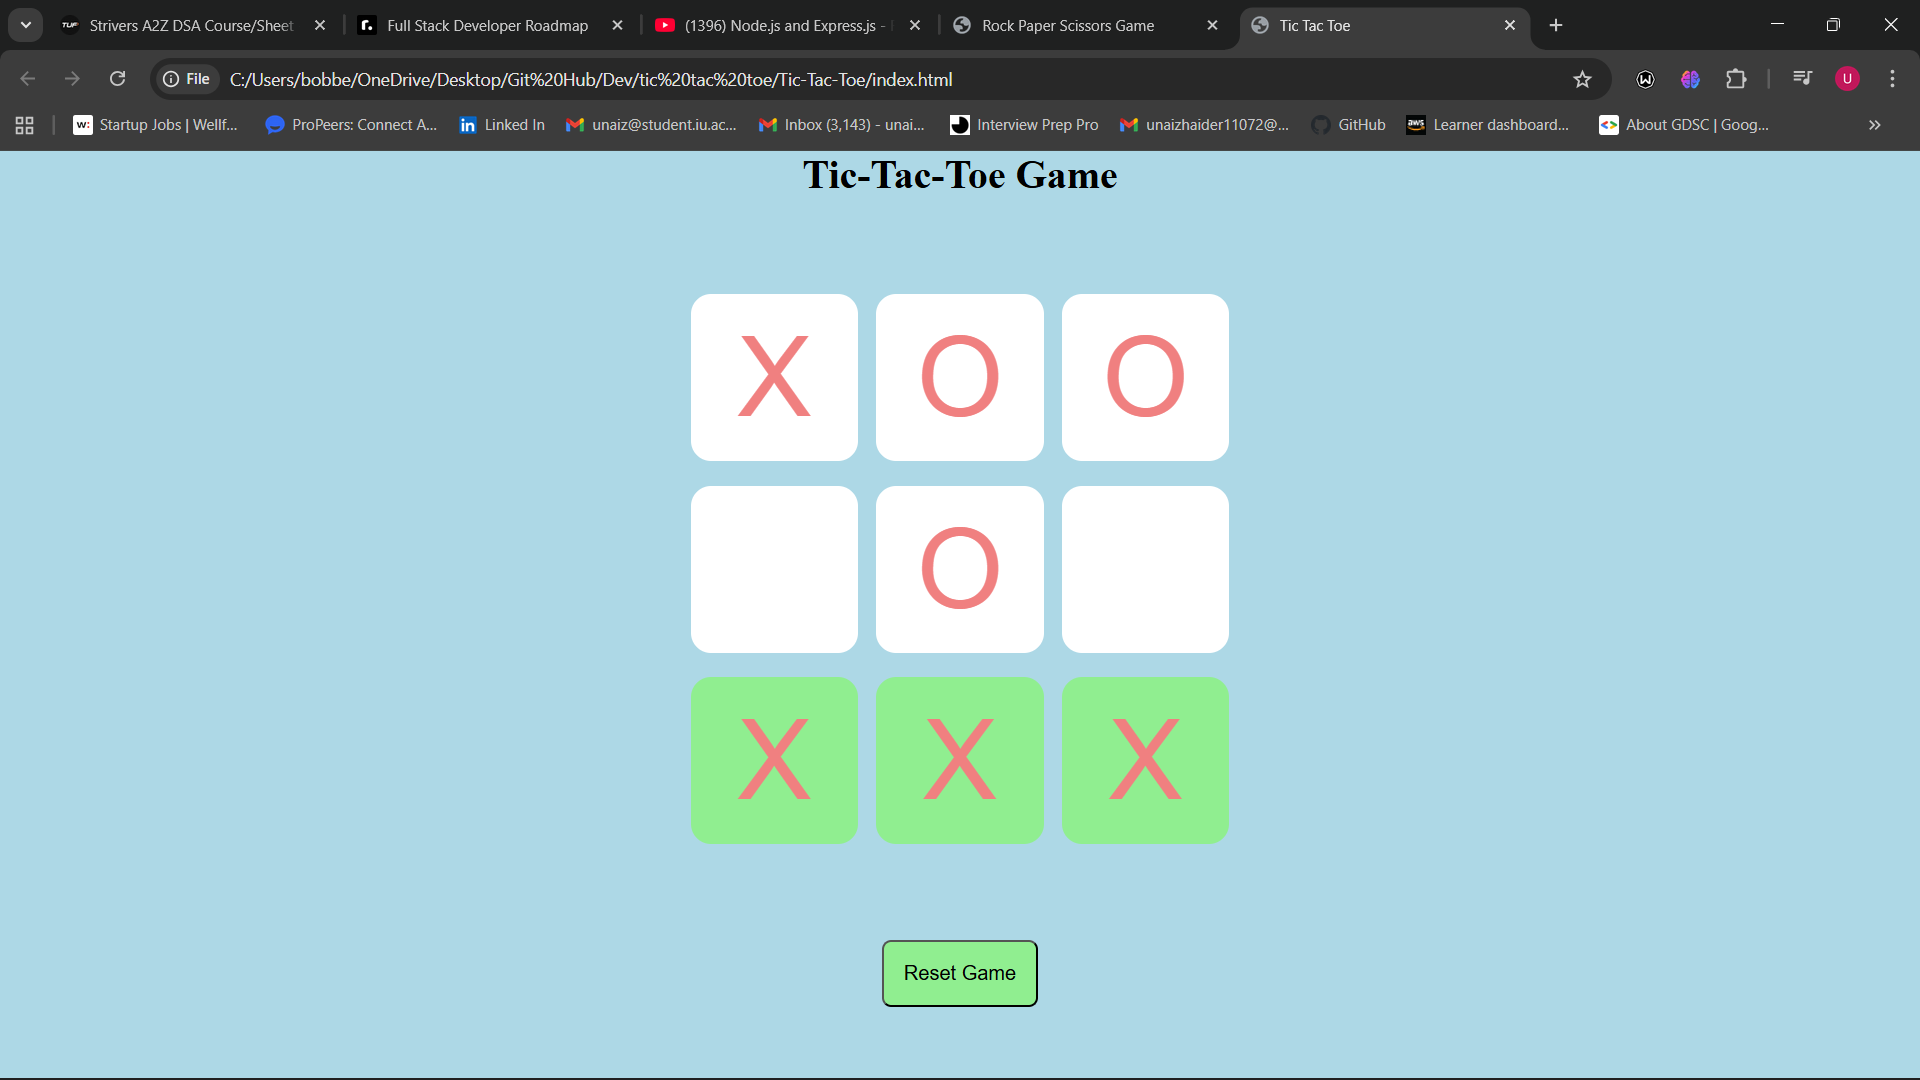 Strivers A2Z DSA Course/Sheet
Full Stack Developer Roadmap
(1396) Node.js and Express.js -
Rock Paper Scissors Game
Tic Tac Toe
File C:/Users/bobbe/OneDrive/Desktop/Git%20Hub/Dev/tic%20tac%20toe/Tic-Tac-Toe/index.html
U
w: Startup Jobs | Wellf...
ProPeers: Connect A...
in Linked In
unaiz@student.iu.ac...
Inbox (3,143) - unai...
Interview Prep Pro
unaizhaider11072@...
GitHub
aws Learner dashboard...
About GDSC | Goog...
Tic-Tac-Toe Game
X O O
O
X X X
Reset Game